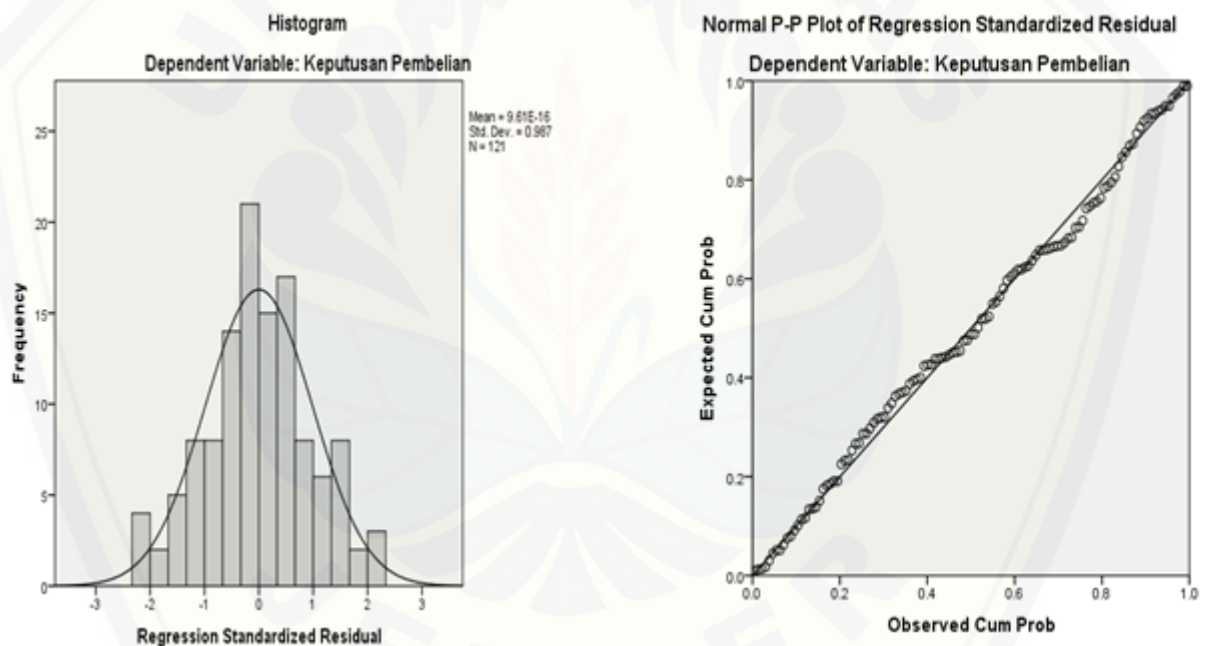 Histogram
Dependent Variable: Keputusan Pembelian
Mean = 9.61E-16
Std. Dev. = 0.987
N = 121
25
20
15
10
5
0
Frequency
-3 -2 -1 0 1 2 3
Regression Standardized Residual
Normal P-P Plot of Regression Standardized Residual
Dependent Variable: Keputusan Pembelian
1.0
0.8
0.6
0.4
0.2
0.0
Expected Cum Prob
0.0 0.2 0.4 0.6 0.8 1.0
Observed Cum Prob